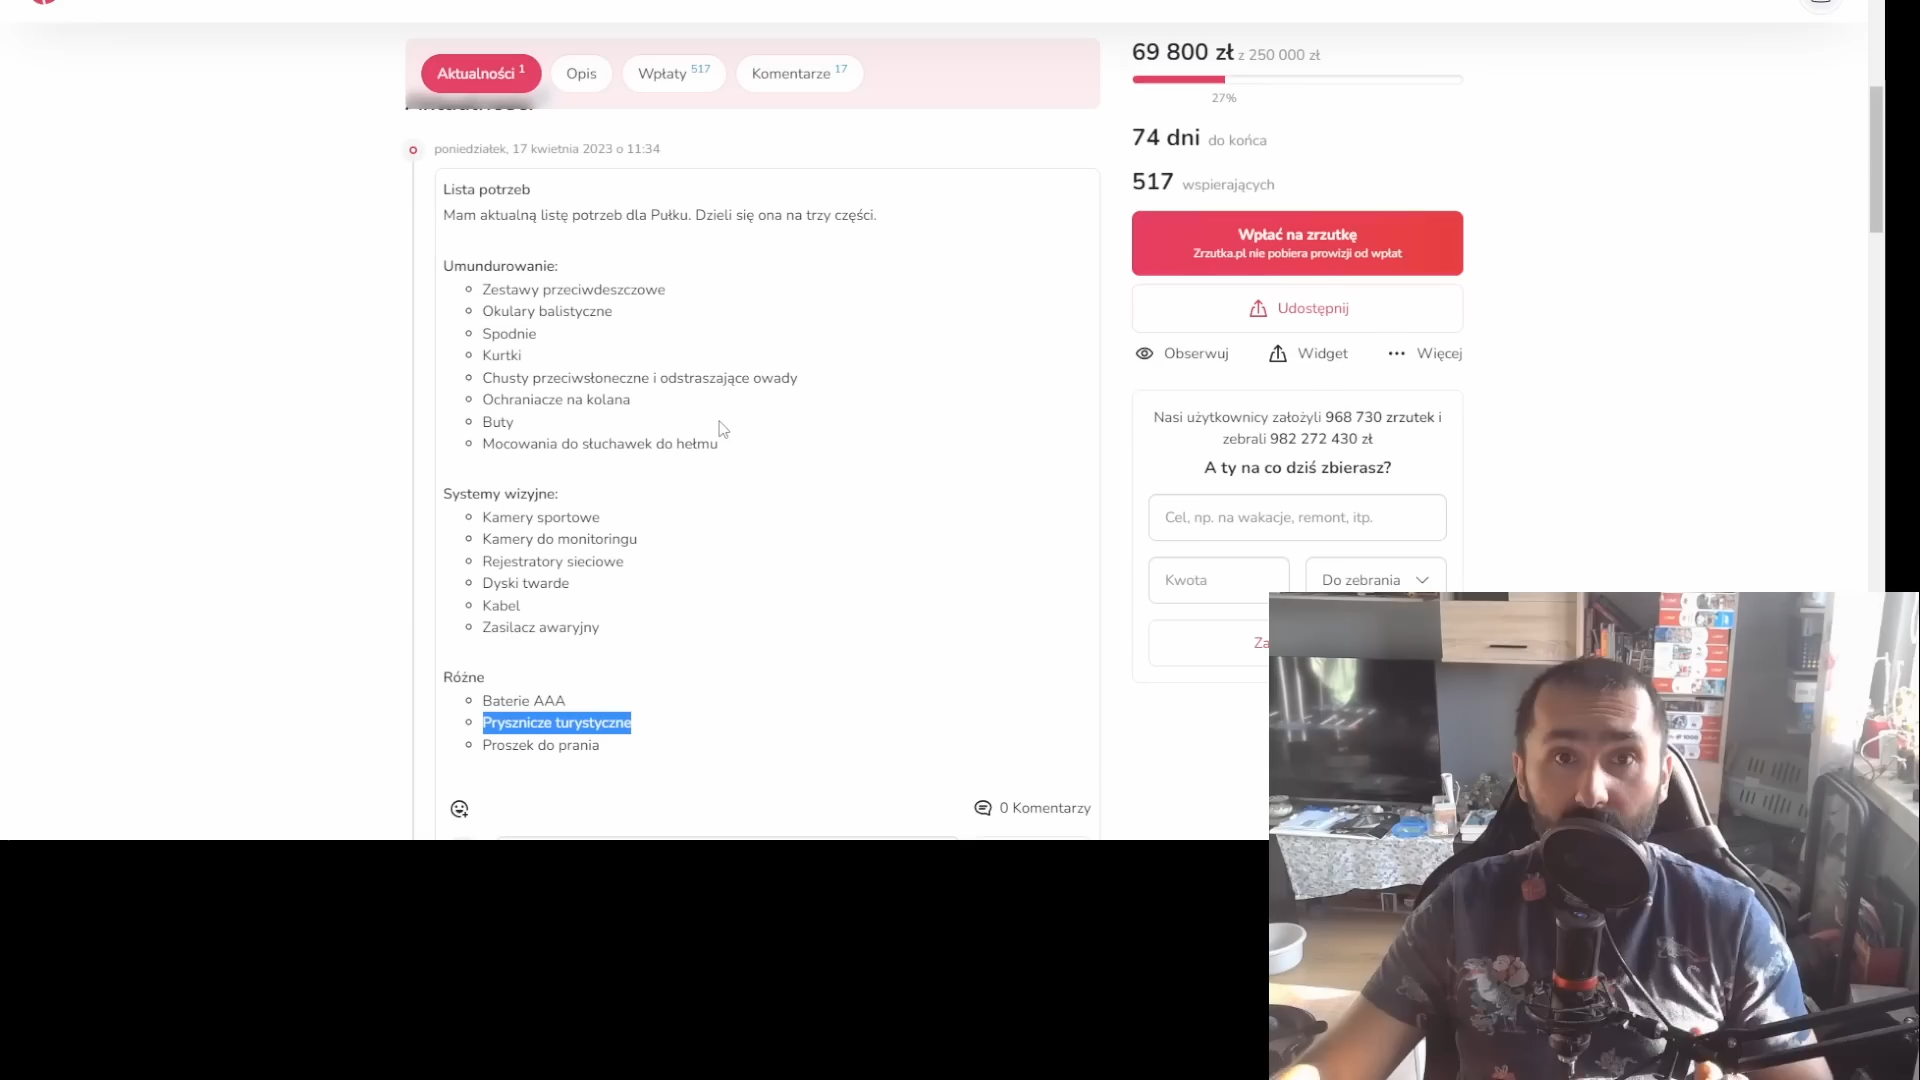 Aktualności 1
Opis
Wpłaty 517
Komentarze 17
poniedziałek, 17 kwietnia 2023 o 11:34
Lista potrzeb
Mam aktualną listę potrzeb dla Pułku. Dzieli się ona na trzy części.
Umundurowanie:
Zestawy przeciwdeszczowe
Okulary balistyczne
Spodnie
Kurtki
Chusty przeciwsłoneczne i odstraszające owady
Ochraniacze na kolana
Buty
Mocowania do słuchawek do hełmu
Systemy wizyjne:
Kamery sportowe
Kamery do monitoringu
Rejestratory sieciowe
Dyski twarde
Kabel
Zasilacz awaryjny
Różne
Baterie AAA
Prysznicze turystyczne
Proszek do prania
0 Komentarzy
69 800 zł z 250 000 zł
27%
74 dni do końca
517 wspierających
Wpłać na zrzutkę
Zrzutka.pl nie pobiera prowizji od wpłat
Udostępnij
Obserwuj
Widget
Więcej
Nasi użytkownicy założyli 968 730 zrzutek i
zebrali 982 272 430 zł
A ty na co dziś zbierasz?
Cel, np. na wakacje, remont, itp.
Kwota
Do zebrania
Za